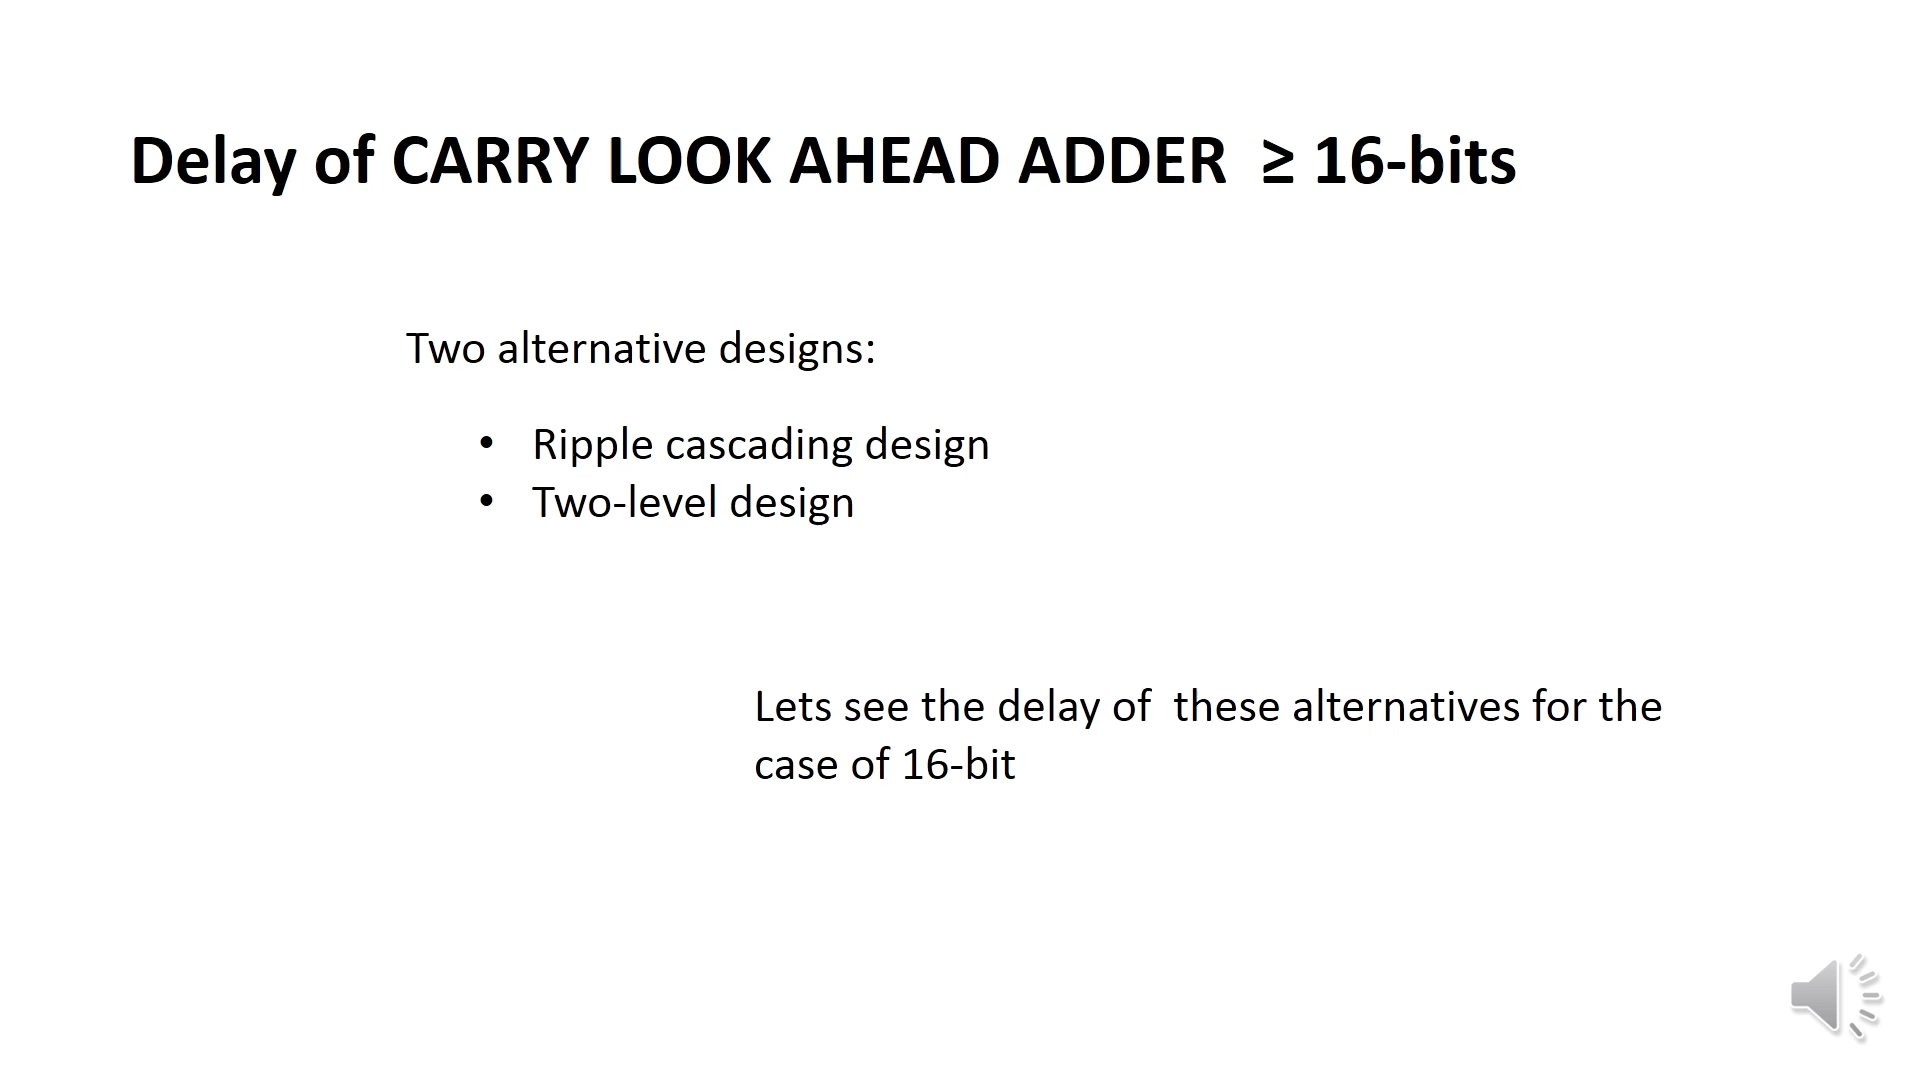 Delay of CARRY LOOK AHEAD ADDER  ≥ 16-bits
Two alternative designs:
• Ripple cascading design
• Two-level design
Lets see the delay of  these alternatives for the
case of 16-bit